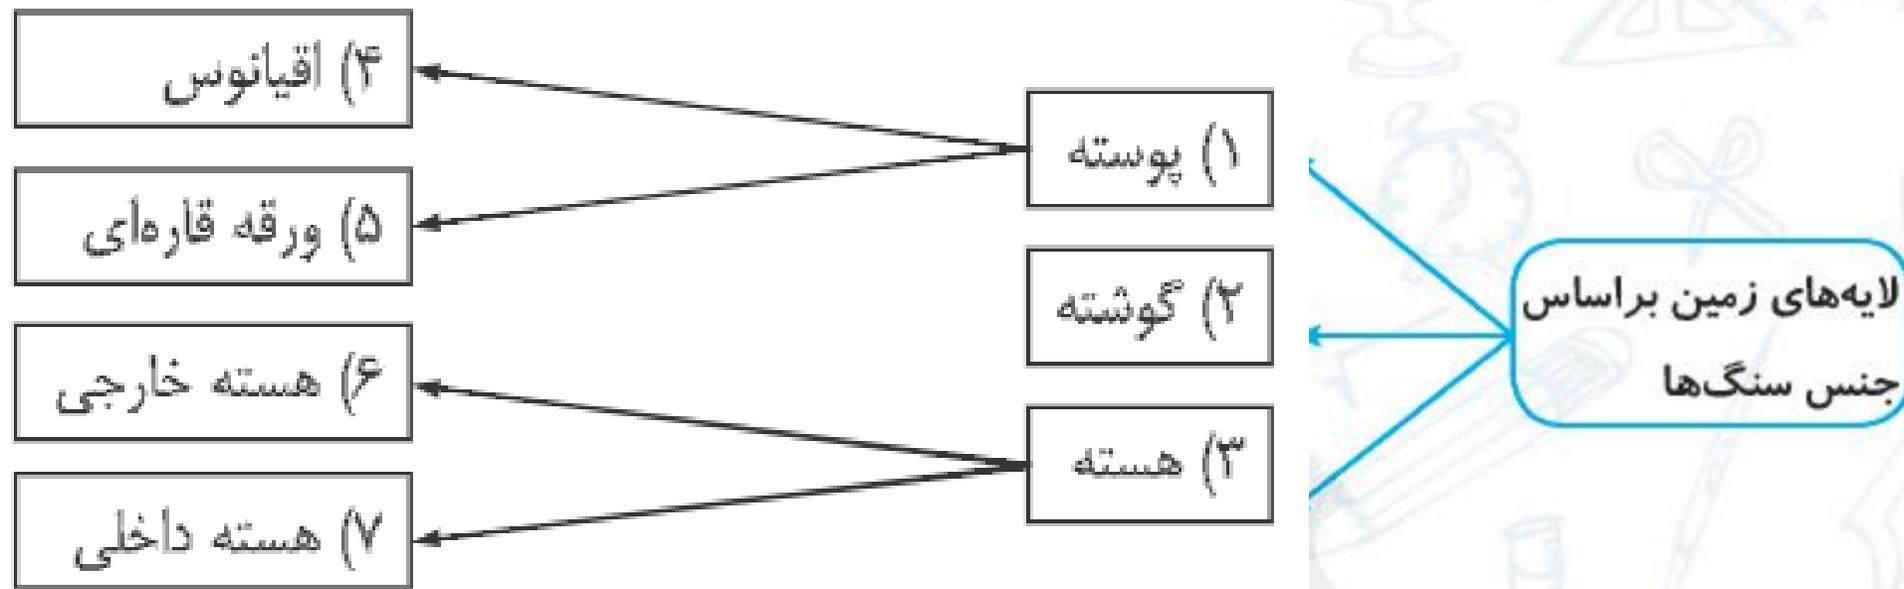 لایه‌های زمین براساس
جنس سنگ‌ها
۱) پوسته
۲) گوشته
۳) هسته
۴) اقیانوس
۵) ورقه قاره‌ای
۶) هسته خارجی
۷) هسته داخلی